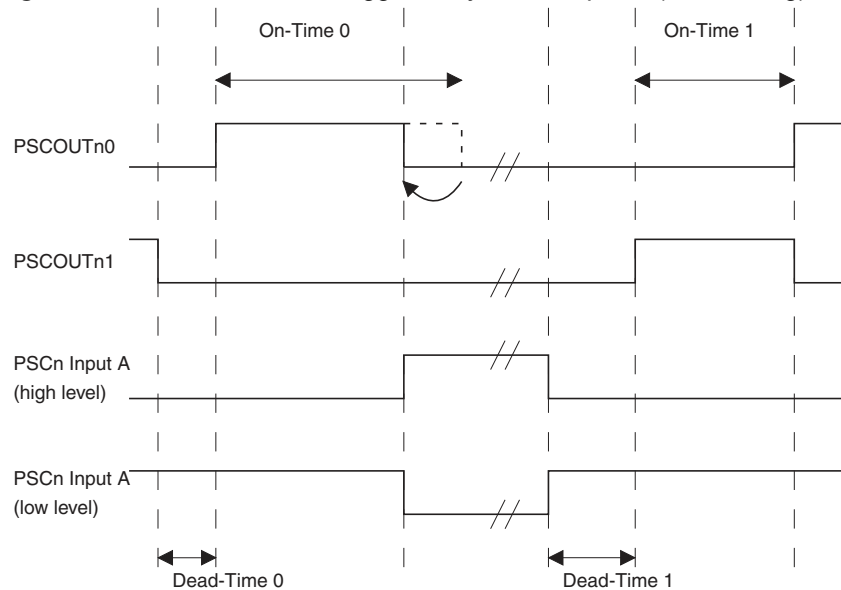 On-Time 0
On-Time 1
PSCOUTn0
PSCOUTn1
PSCn Input A
(high level)
PSCn Input A
(low level)
Dead-Time 0
Dead-Time 1